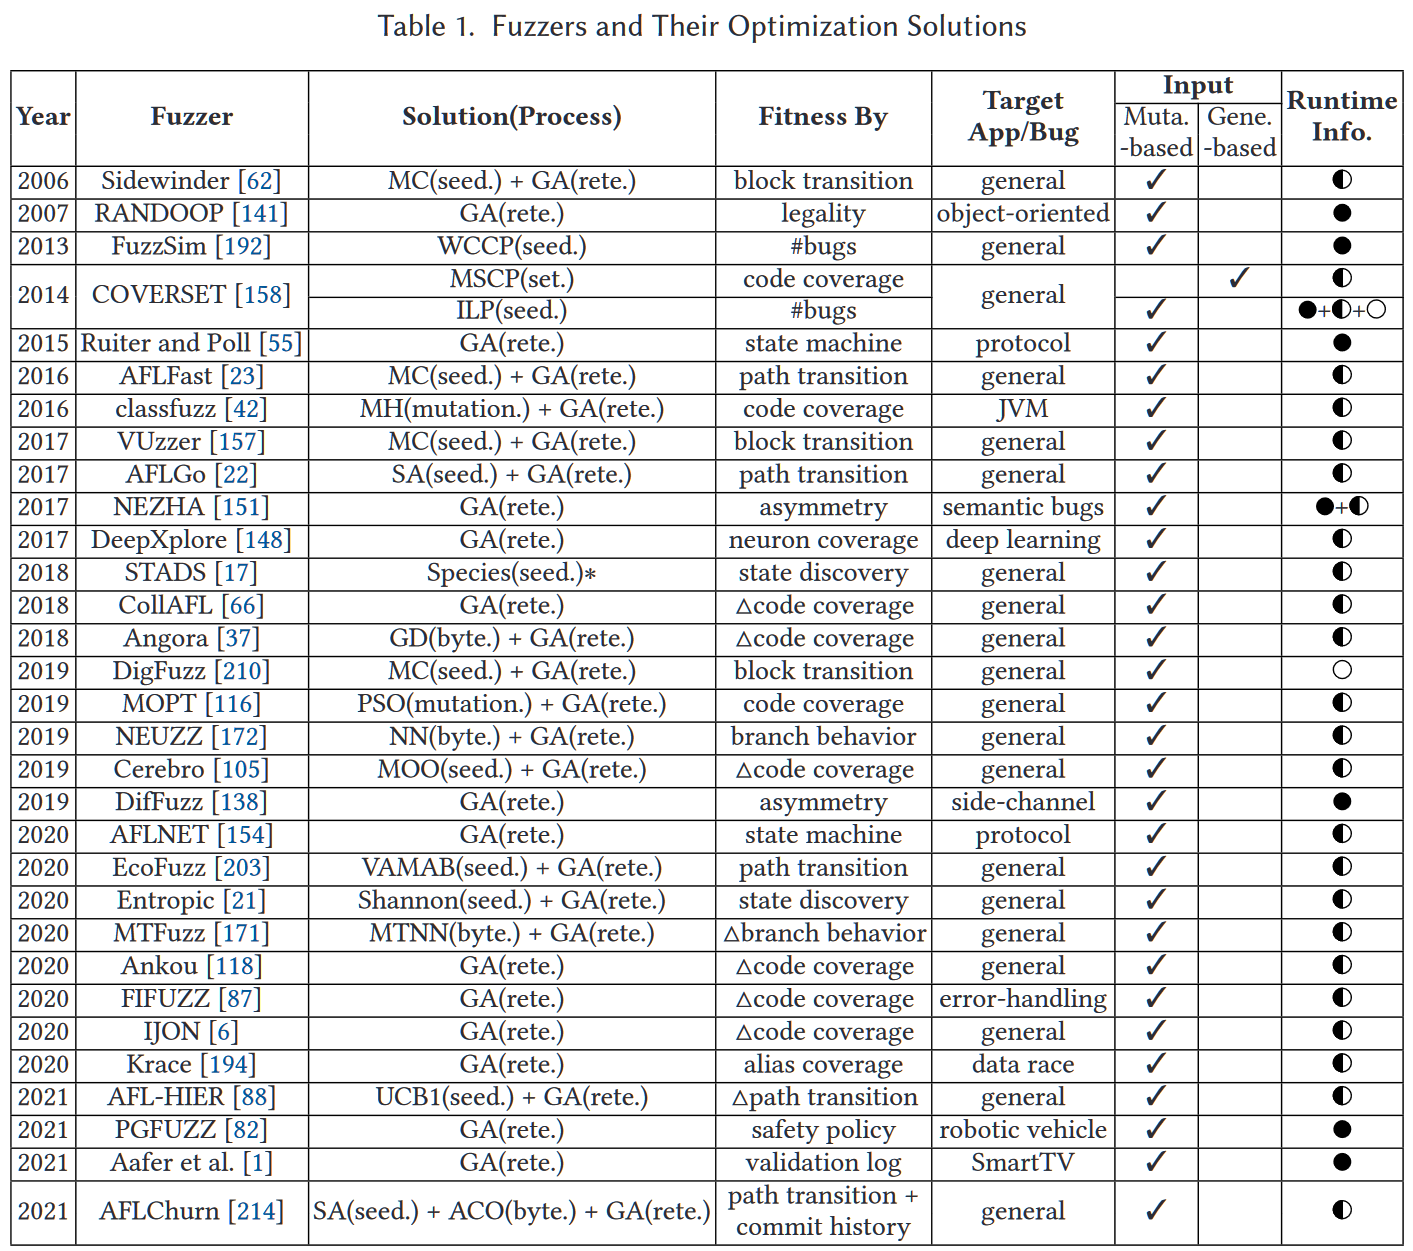 Table 1. Fuzzers and Their Optimization Solutions
Year Fuzzer Solution(Process) Fitness By Target App/Bug Input Runtime Info.
Muta. -based Gene. -based
2006 Sidewinder [62] MC(seed.) + GA(rete.) block transition general ✓ ◐
2007 RANDOOP [141] GA(rete.) legality object-oriented ✓ ●
2013 FuzzSim [192] WCCP(seed.) #bugs general ✓ ●
2014 COVERSET [158] MSCP(set.) code coverage general ✓ ◐
ILP(seed.) #bugs ✓ ●+◐+○
2015 Ruiter and Poll [55] GA(rete.) state machine protocol ✓ ●
2016 AFLFast [23] MC(seed.) + GA(rete.) path transition general ✓ ◐
2016 classfuzz [42] MH(mutation.) + GA(rete.) code coverage JVM ✓ ◐
2017 VUzzer [157] MC(seed.) + GA(rete.) block transition general ✓ ◐
2017 AFLGo [22] SA(seed.) + GA(rete.) path transition general ✓ ◐
2017 NEZHA [151] GA(rete.) asymmetry semantic bugs ✓ ●+◐
2017 DeepXplore [148] GA(rete.) neuron coverage deep learning ✓ ◐
2018 STADS [17] Species(seed.)∗ state discovery general ✓ ◐
2018 CollAFL [66] GA(rete.) △code coverage general ✓ ◐
2018 Angora [37] GD(byte.) + GA(rete.) △code coverage general ✓ ◐
2019 DigFuzz [210] MC(seed.) + GA(rete.) block transition general ✓ ○
2019 MOPT [116] PSO(mutation.) + GA(rete.) code coverage general ✓ ◐
2019 NEUZZ [172] NN(byte.) + GA(rete.) branch behavior general ✓ ◐
2019 Cerebro [105] MOO(seed.) + GA(rete.) △code coverage general ✓ ◐
2019 DifFuzz [138] GA(rete.) asymmetry side-channel ✓ ●
2020 AFLNET [154] GA(rete.) state machine protocol ✓ ◐
2020 EcoFuzz [203] VAMAB(seed.) + GA(rete.) path transition general ✓ ◐
2020 Entropic [21] Shannon(seed.) + GA(rete.) state discovery general ✓ ◐
2020 MTFuzz [171] MTNN(byte.) + GA(rete.) △branch behavior general ✓ ◐
2020 Ankou [118] GA(rete.) △code coverage general ✓ ◐
2020 FIFUZZ [87] GA(rete.) △code coverage error-handling ✓ ◐
2020 IJON [6] GA(rete.) △code coverage general ✓ ◐
2020 Krace [194] GA(rete.) alias coverage data race ✓ ◐
2021 AFL-HIER [88] UCB1(seed.) + GA(rete.) △path transition general ✓ ◐
2021 PGFUZZ [82] GA(rete.) safety policy robotic vehicle ✓ ●
2021 Aafer et al. [1] GA(rete.) validation log SmartTV ✓ ●
2021 AFLChurn [214] SA(seed.) + ACO(byte.) + GA(rete.) path transition + commit history general ✓ ◐